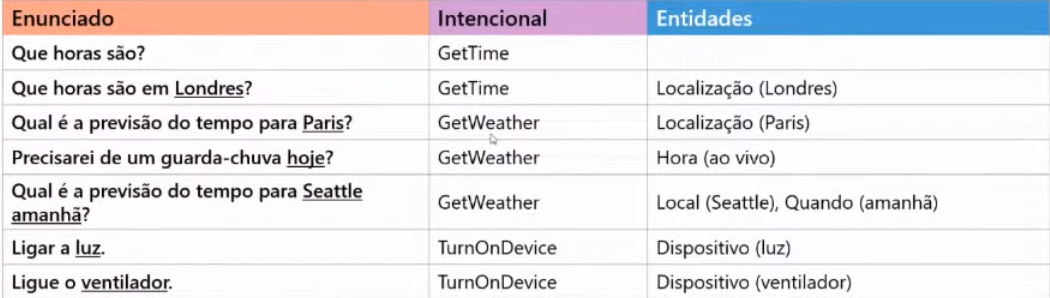 Enunciado Intencional Entidades
Que horas são? GetTime
Que horas são em Londres? GetTime Localização (Londres)
Qual é a previsão do tempo para Paris? GetWeather Localização (Paris)
Precisarei de um guarda-chuva hoje? GetWeather Hora (ao vivo)
Qual é a previsão do tempo para Seattle
amanhã? GetWeather Local (Seattle), Quando (amanhã)
Ligar a luz. TurnOnDevice Dispositivo (luz)
Ligue o ventilador. TurnOnDevice Dispositivo (ventilador)